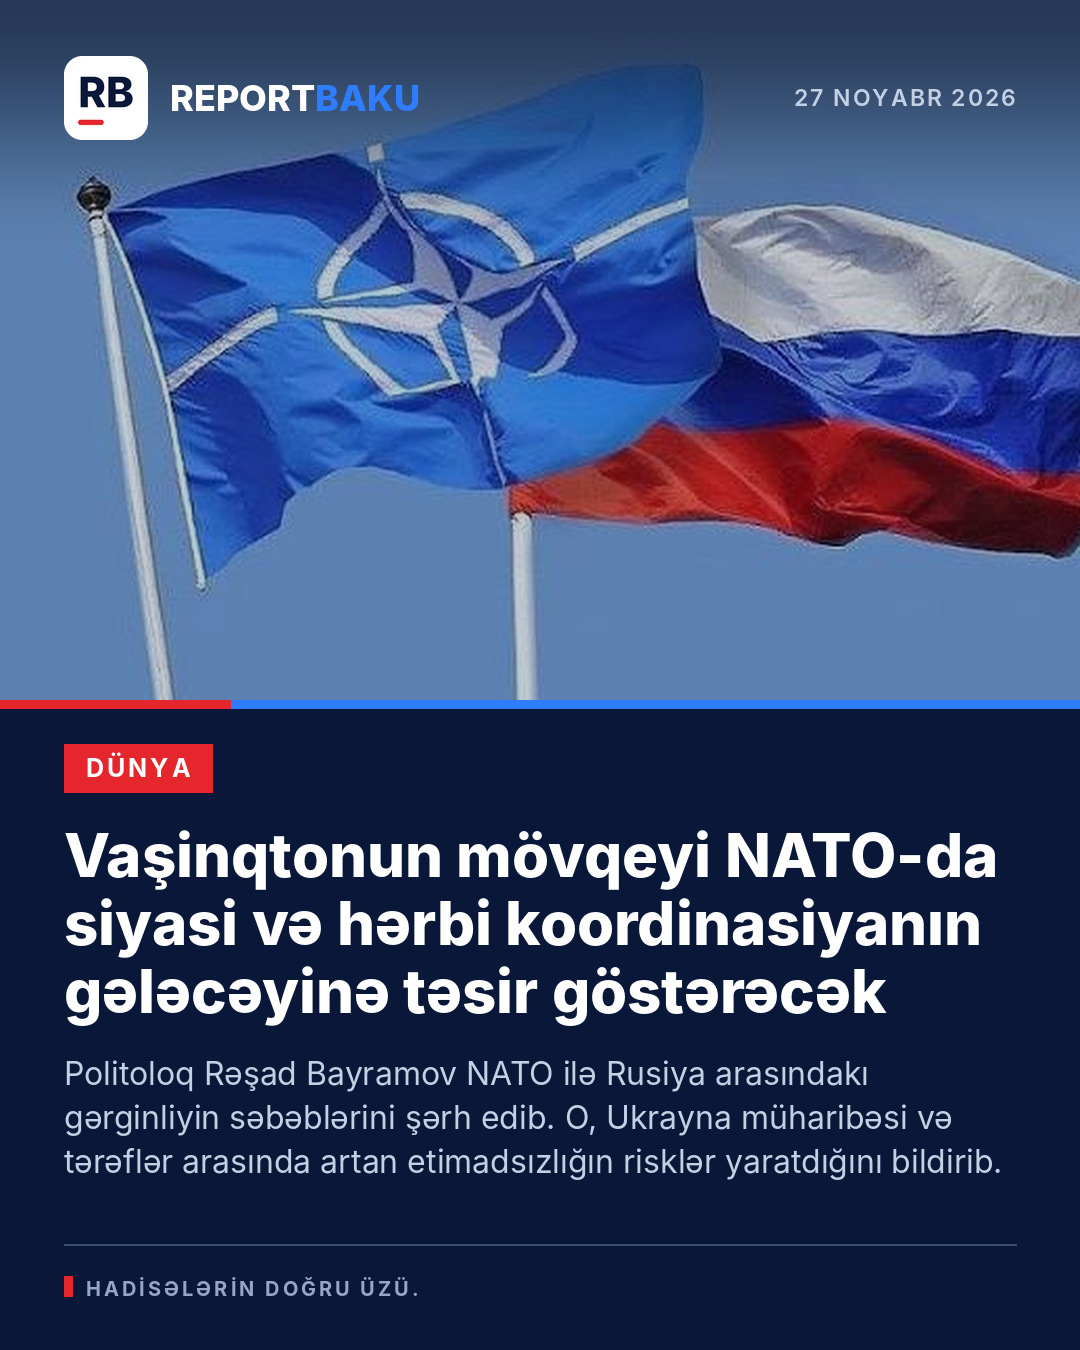 RB
REPORTBAKU
27 NOYABR 2026
DÜNYA
Vaşinqtonun mövqeyi NATO-da
siyasi və hərbi koordinasiyanın
gələcəyinə təsir göstərəcək
Politoloq Rəşad Bayramov NATO ilə Rusiya arasındakı
gərginliyin səbəblərini şərh edib. O, Ukrayna müharibəsi və
tərəflər arasında artan etimadsızlığın risklər yaratdığını bildirib.
HADİSƏLƏRİN DOĞRU ÜZÜ.